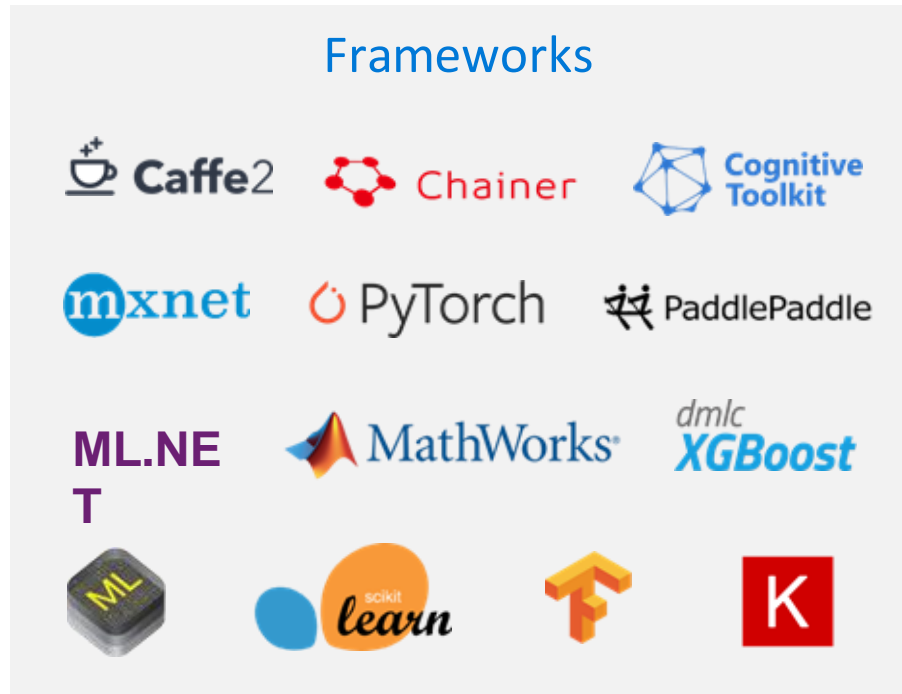 Frameworks
Caffe2
Chainer
Cognitive
Toolkit
mxnet
PyTorch
PaddlePaddle
ML.NE
T
MathWorks®
dmlc
XGBoost
ML
scikit
learn
K